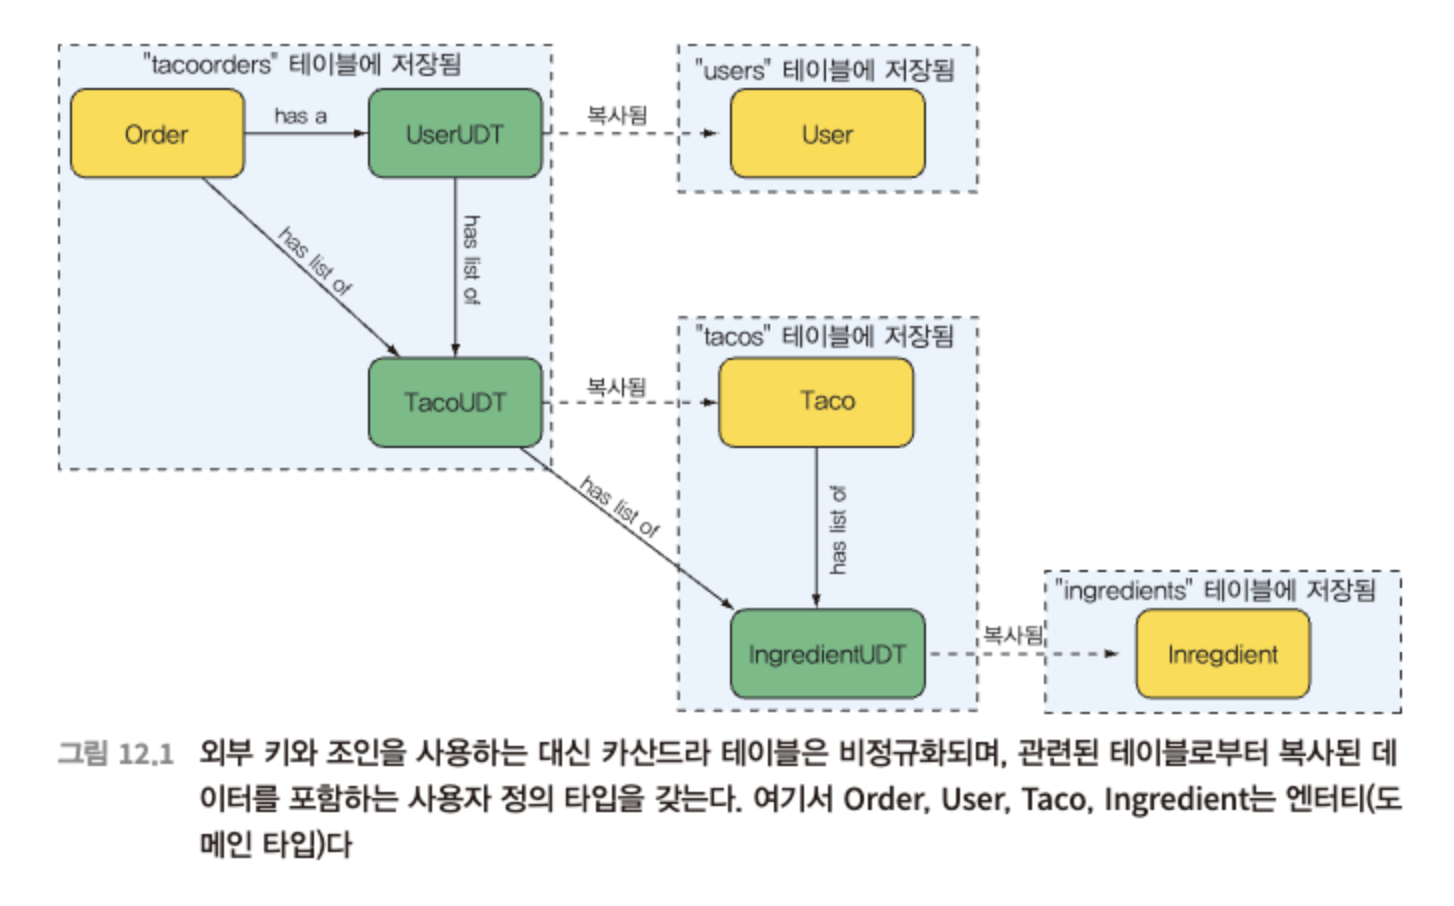 "tacoorders" 테이블에 저장됨
"users" 테이블에 저장됨
Order
has a
UserUDT
복사됨
User
has list of
has list of
"tacos" 테이블에 저장됨
TacoUDT
복사됨
Taco
has list of
has list of
"ingredients" 테이블에 저장됨
IngredientUDT
복사됨
Inregdient
그림 12.1 외부 키와 조인을 사용하는 대신 카산드라 테이블은 비정규화되며, 관련된 테이블로부터 복사된 데
이터를 포함하는 사용자 정의 타입을 갖는다. 여기서 Order, User, Taco, Ingredient는 엔터티(도
메인 타입)다